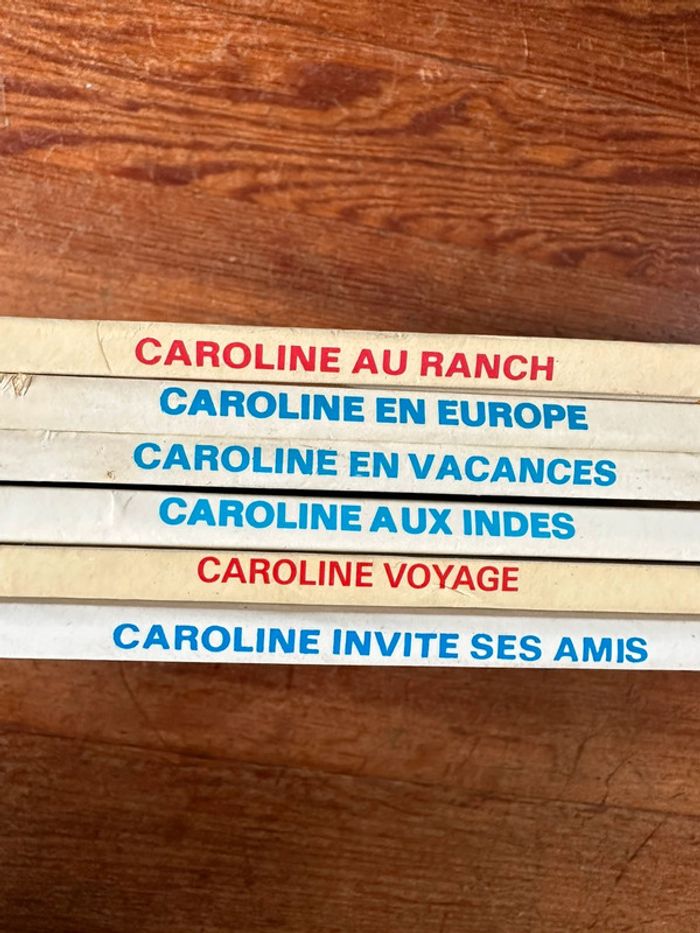 CAROLINE AU RANCH
CAROLINE EN EUROPE
CAROLINE EN VACANCES
CAROLINE AUX INDES
CAROLINE VOYAGE
CAROLINE INVITE SES AMIS